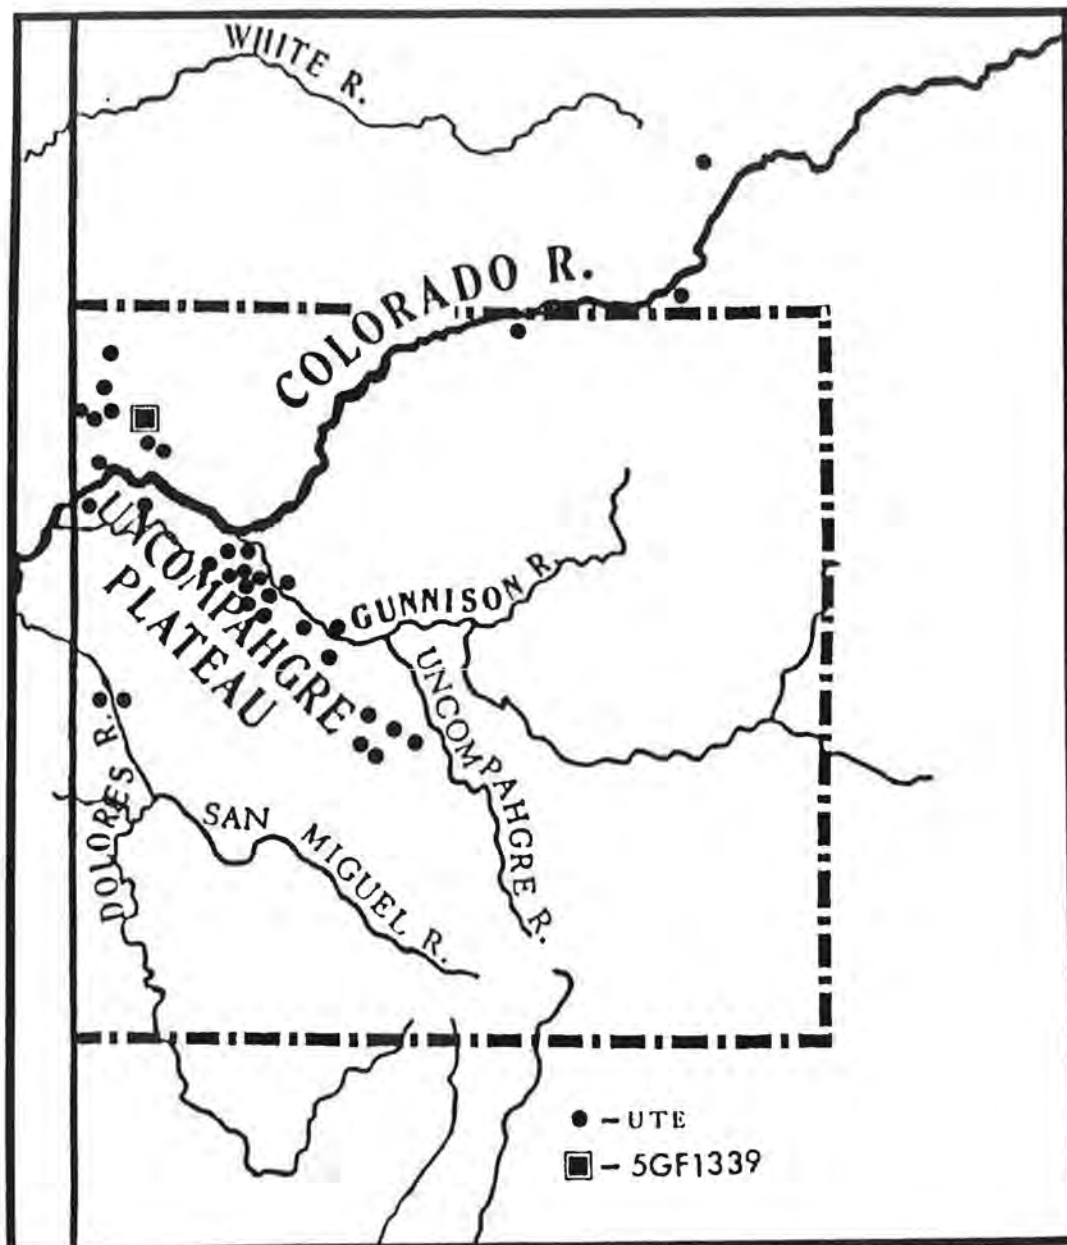 WHITE R.
COLORADO R.
UNCOMPAHGRE
PLATEAU
GUNNISON R.
UNCOMPAHGRE R.
DOLORES R.
SAN MIGUEL R.
– UTE
– 5GF1339